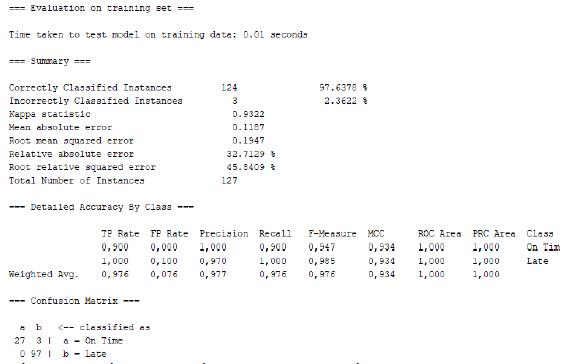 === Evaluation on training set ===
Time taken to test model on training data: 0.01 seconds
=== Summary ===
Correctly Classified Instances 124 97.6378 %
Incorrectly Classified Instances 3 2.3622 %
Kappa statistic 0.9322
Mean absolute error 0.1187
Root mean squared error 0.1947
Relative absolute error 32.7129 %
Root relative squared error 45.8409 %
Total Number of Instances 127
=== Detailed Accuracy By Class ===
TP Rate FP Rate Precision Recall F-Measure MCC ROC Area PRC Area Class
0,900 0,000 1,000 0,900 0,947 0,934 1,000 1,000 On Tim
1,000 0,100 0,970 1,000 0,985 0,934 1,000 1,000 Late
Weighted Avg. 0,976 0,076 0,977 0,976 0,976 0,934 1,000 1,000
=== Confusion Matrix ===
a b <-- classified as
27 3 | a = On Time
0 97 | b = Late